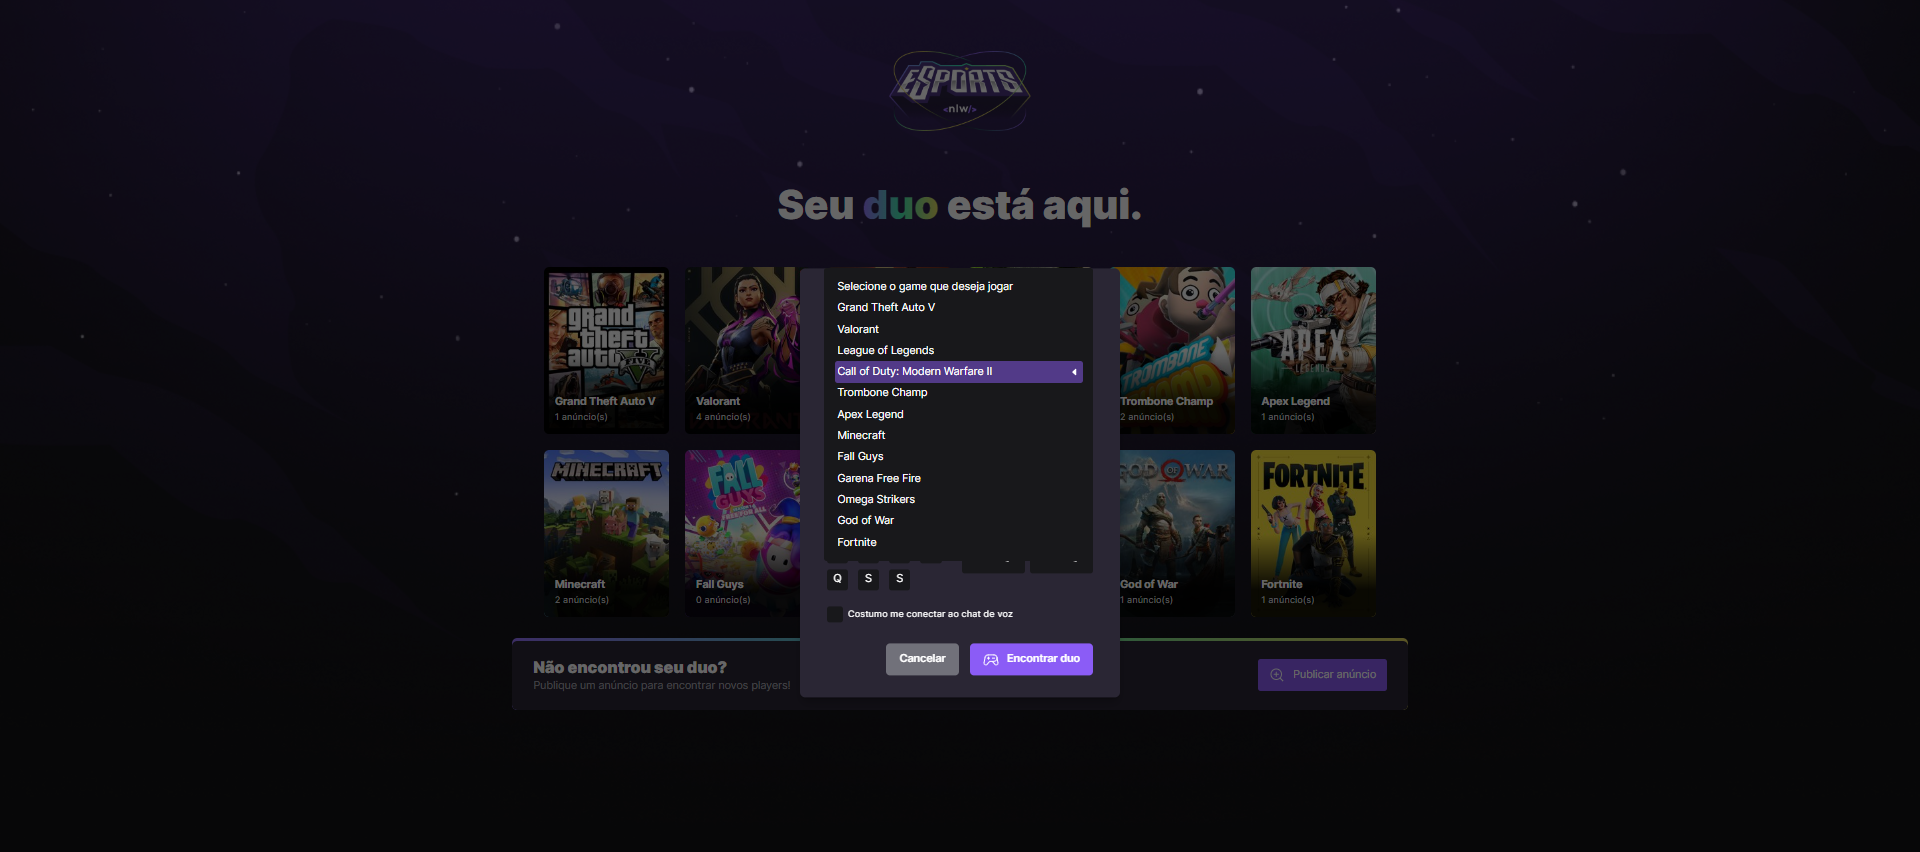 eSPORTS
<nlw/>
Seu duo está aqui.
Selecione o game que deseja jogar
Grand Theft Auto V
Valorant
League of Legends
Call of Duty: Modern Warfare II
Trombone Champ
Apex Legend
Minecraft
Fall Guys
Garena Free Fire
Omega Strikers
God of War
Fortnite
grand
theft
auto V
FIVE
Grand Theft Auto V
1 anúncio(s)
Valorant
4 anúncio(s)
TROMBONE
Trombone Champ
2 anúncio(s)
APEX
LEGENDS
Apex Legend
1 anúncio(s)
MINECRAFT
Minecraft
2 anúncio(s)
FALL
GUYS
FREE FOR ALL
Fall Guys
0 anúncio(s)
GOD OF WAR
God of War
1 anúncio(s)
FORTNITE
Fortnite
1 anúncio(s)
Q S S
Costumo me conectar ao chat de voz
Cancelar
Encontrar duo
Não encontrou seu duo?
Publique um anúncio para encontrar novos players!
Publicar anúncio